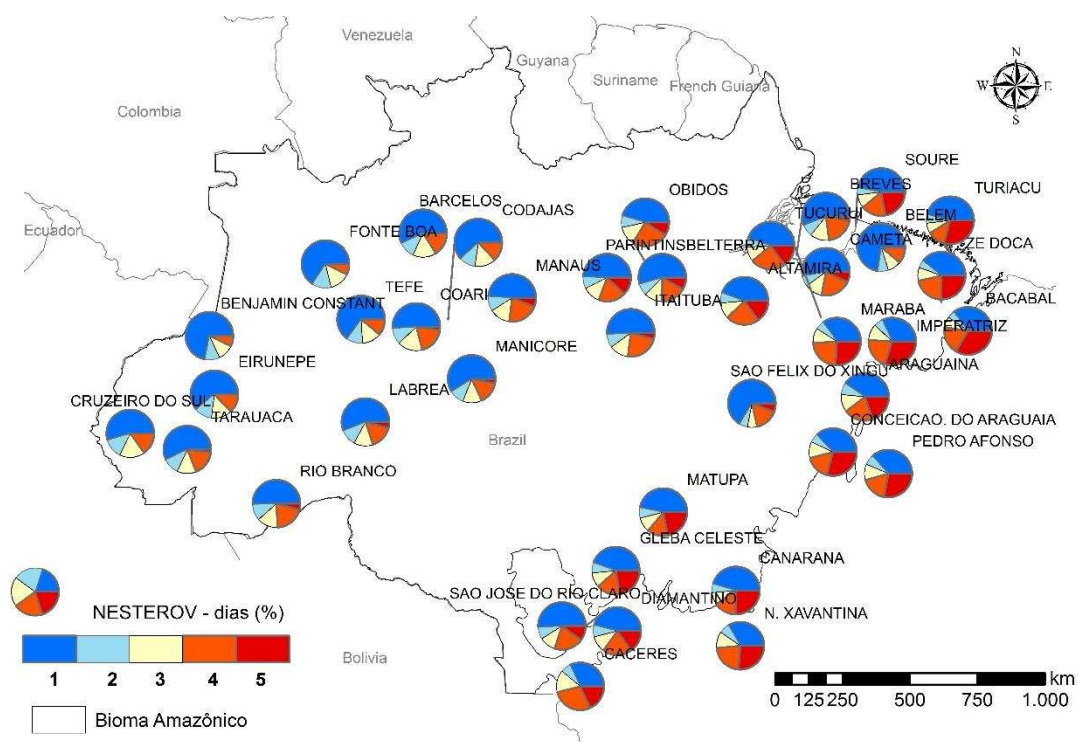 Venezuela
N
Guyana
Suriname
W
E
French Guiana
S
Colombia
SOURE
OBIDOS
BREVES
TURIACU
BARCELOS
TUCURUI
CODAJAS
BELEM
Ecuador
FONTE BOA
PARINTINS
BELTERRA
CAMETA
ZE DOCA
MANAUS
ALTAMIRA
TEFE
COARI
ITAITUBA
BENJAMIN CONSTANT
BACABAL
MARABA
IMPERATRIZ
MANICORE
EIRUNEPE
ARAGUAINA
SAO FELIX DO XINGU
LABREA
CRUZEIRO DO SUL
TARAUACA
CONCEICAO. DO ARAGUAIA
Brazil
PEDRO AFONSO
RIO BRANCO
MATUPA
GLEBA CELESTE
CANARANA
SAO JOSE DO RIO CLARO
DIAMANTINO
NESTEROV - dias (%)
N. XAVANTINA
CACERES
Bolivia
1 2 3 4 5
km
0 125 250 500 750 1.000
Bioma Amazônico